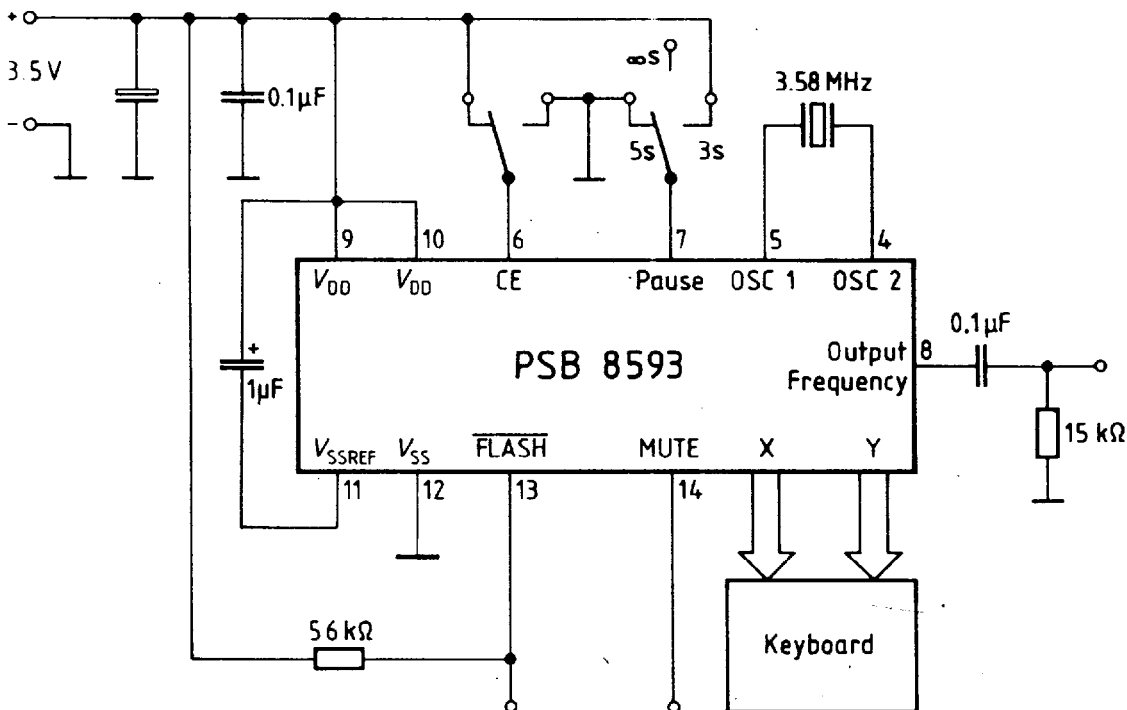 +
3.5 V
−
0.1µF
∞s
5s
3s
3.58 MHz
9
10
6
7
5
4
V_DD
V_DD
CE
Pause
OSC 1
OSC 2
+
1µF
PSB 8593
Output
Frequency
8
0.1µF
15 kΩ
V_SSREF
V_SS
F̅L̅A̅S̅H̅
MUTE
X
Y
11
12
13
14
56 kΩ
Keyboard